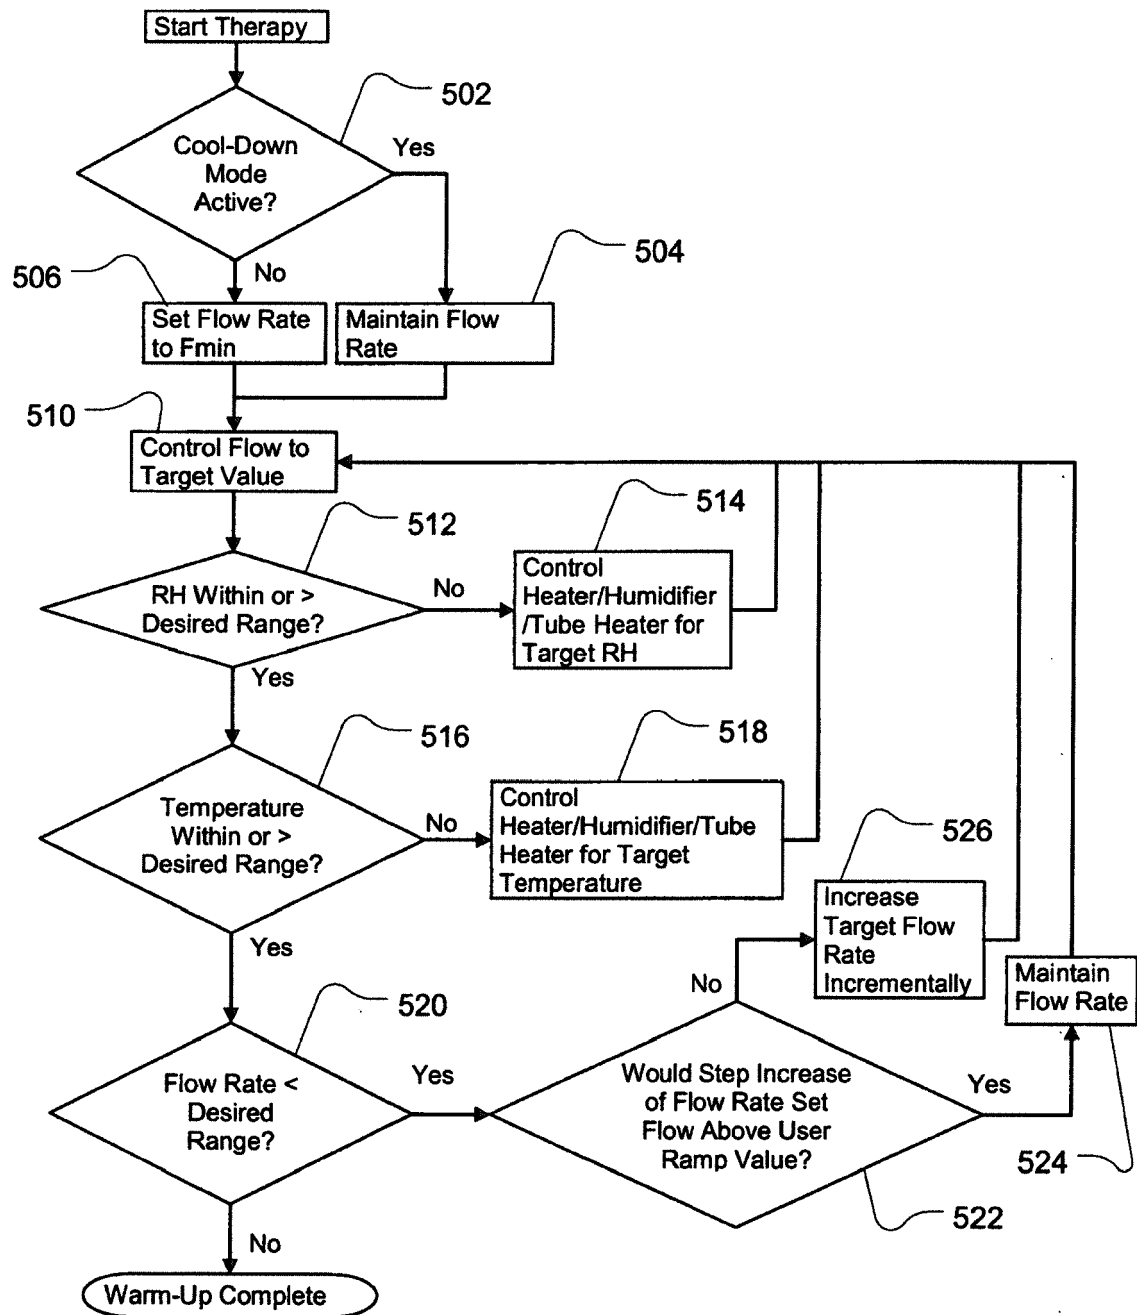 Start Therapy
502
Cool-Down
Mode
Active?
Yes
504
506
No
Set Flow Rate
to Fmin
Maintain Flow
Rate
510
Control Flow to
Target Value
512
514
RH Within or >
Desired Range?
No
Control
Heater/Humidifier
/Tube Heater for
Target RH
Yes
516
518
Temperature
Within or >
Desired Range?
No
Control
Heater/Humidifier/Tube
Heater for Target
Temperature
526
Increase
Target Flow
Rate
Incrementally
Yes
No
Maintain
Flow Rate
520
Flow Rate <
Desired
Range?
Yes
Would Step Increase
of Flow Rate Set
Flow Above User
Ramp Value?
Yes
524
522
No
Warm-Up Complete